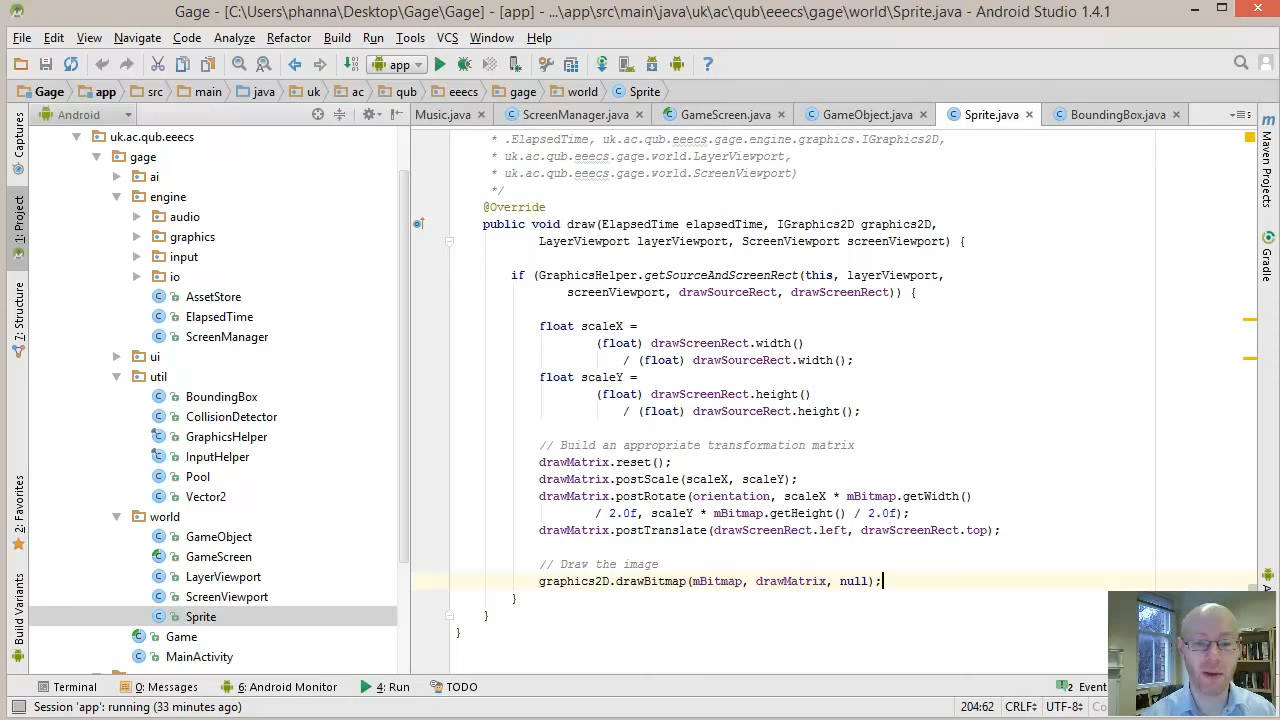 Gage - [C:\Users\phanna\Desktop\Gage\Gage] - [app] - ...\app\src\main\java\uk\ac\qub\eeecs\gage\world\Sprite.java - Android Studio 1.4.1
File Edit View Navigate Code Analyze Refactor Build Run Tools VCS Window Help
app
Gage app src main java uk ac qub eeecs gage world Sprite
Android
Music.java ScreenManager.java GameScreen.java GameObject.java Sprite.java BoundingBox.java
Captures
1: Project
7: Structure
2: Favorites
Build Variants
uk.ac.qub.eeecs
gage
ai
engine
audio
graphics
input
io
AssetStore
ElapsedTime
ScreenManager
ui
util
BoundingBox
CollisionDetector
GraphicsHelper
InputHelper
Pool
Vector2
world
GameObject
GameScreen
LayerViewport
ScreenViewport
Sprite
Game
MainActivity
* .ElapsedTime, uk.ac.qub.eeecs.gage.engine.graphics.IGraphics2D,
* uk.ac.qub.eeecs.gage.world.LayerViewport,
* uk.ac.qub.eeecs.gage.world.ScreenViewport)
*/
@Override
public void draw(ElapsedTime elapsedTime, IGraphics2D graphics2D,
LayerViewport layerViewport, ScreenViewport screenViewport) {
if (GraphicsHelper.getSourceAndScreenRect(this, layerViewport,
screenViewport, drawSourceRect, drawScreenRect)) {
float scaleX =
(float) drawScreenRect.width()
/ (float) drawSourceRect.width();
float scaleY =
(float) drawScreenRect.height()
/ (float) drawSourceRect.height();
// Build an appropriate transformation matrix
drawMatrix.reset();
drawMatrix.postScale(scaleX, scaleY);
drawMatrix.postRotate(orientation, scaleX * mBitmap.getWidth()
/ 2.0f, scaleY * mBitmap.getHeight() / 2.0f);
drawMatrix.postTranslate(drawScreenRect.left, drawScreenRect.top);
// Draw the image
graphics2D.drawBitmap(mBitmap, drawMatrix, null);
}
}
}
Maven Projects
Gradle
Terminal 0: Messages 6: Android Monitor 4: Run TODO
2 Event
Session 'app': running (33 minutes ago)
204:62 CRLF UTF-8